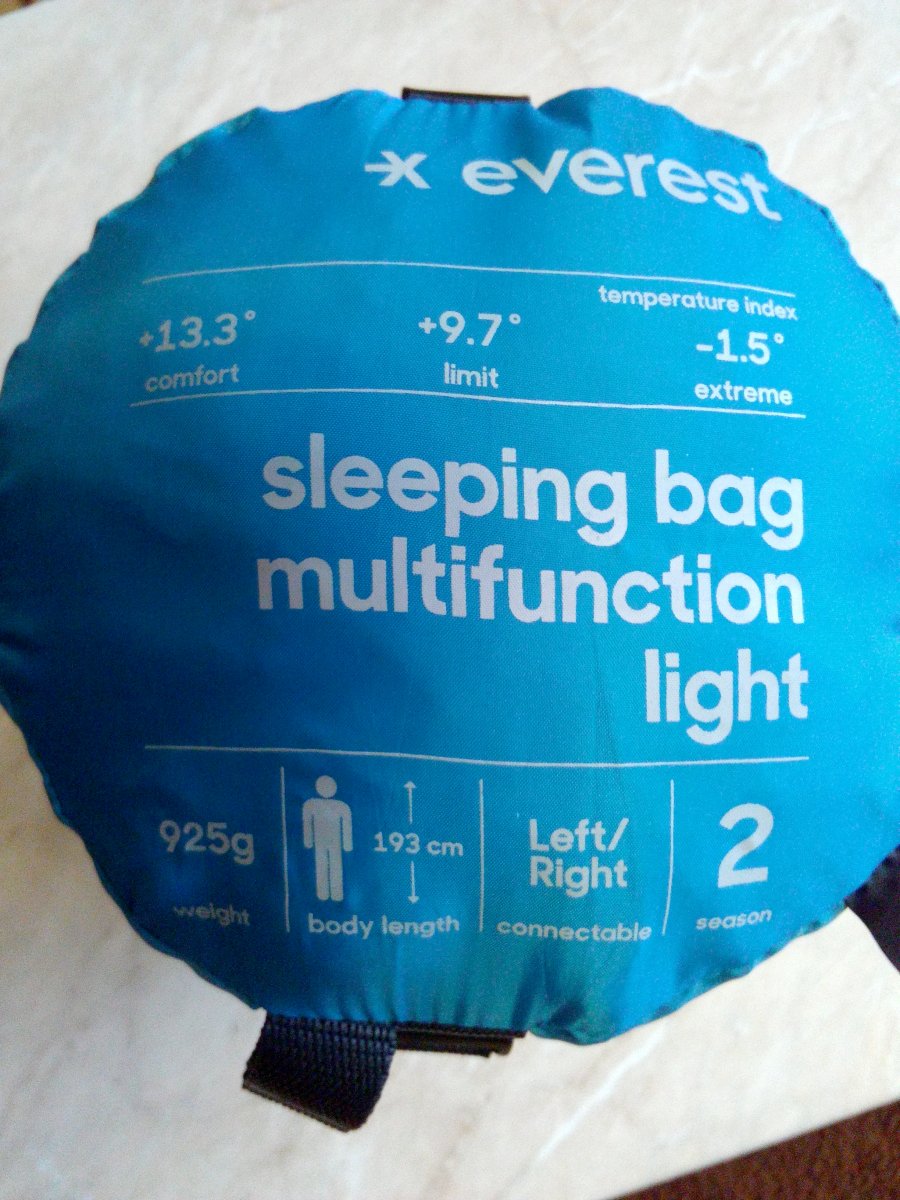 everest
temperature index
+13.3° +9.7° -1.5°
comfort limit extreme
sleeping bag
multifunction
light
925g
weight
193 cm
body length
Left/
Right
connectable
2
season